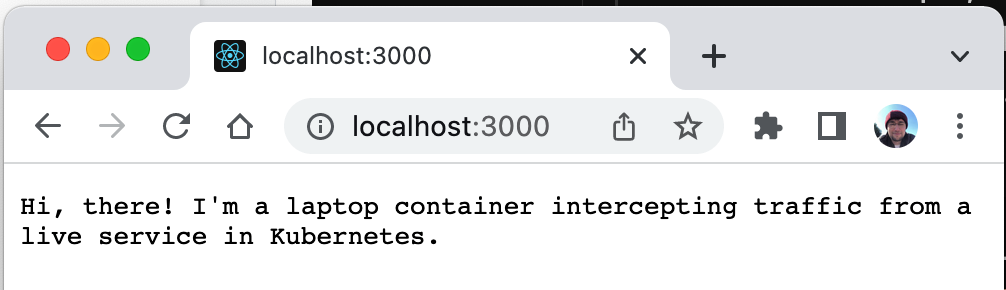 localhost:3000
localhost:3000
Hi, there! I'm a laptop container intercepting traffic from a
live service in Kubernetes.